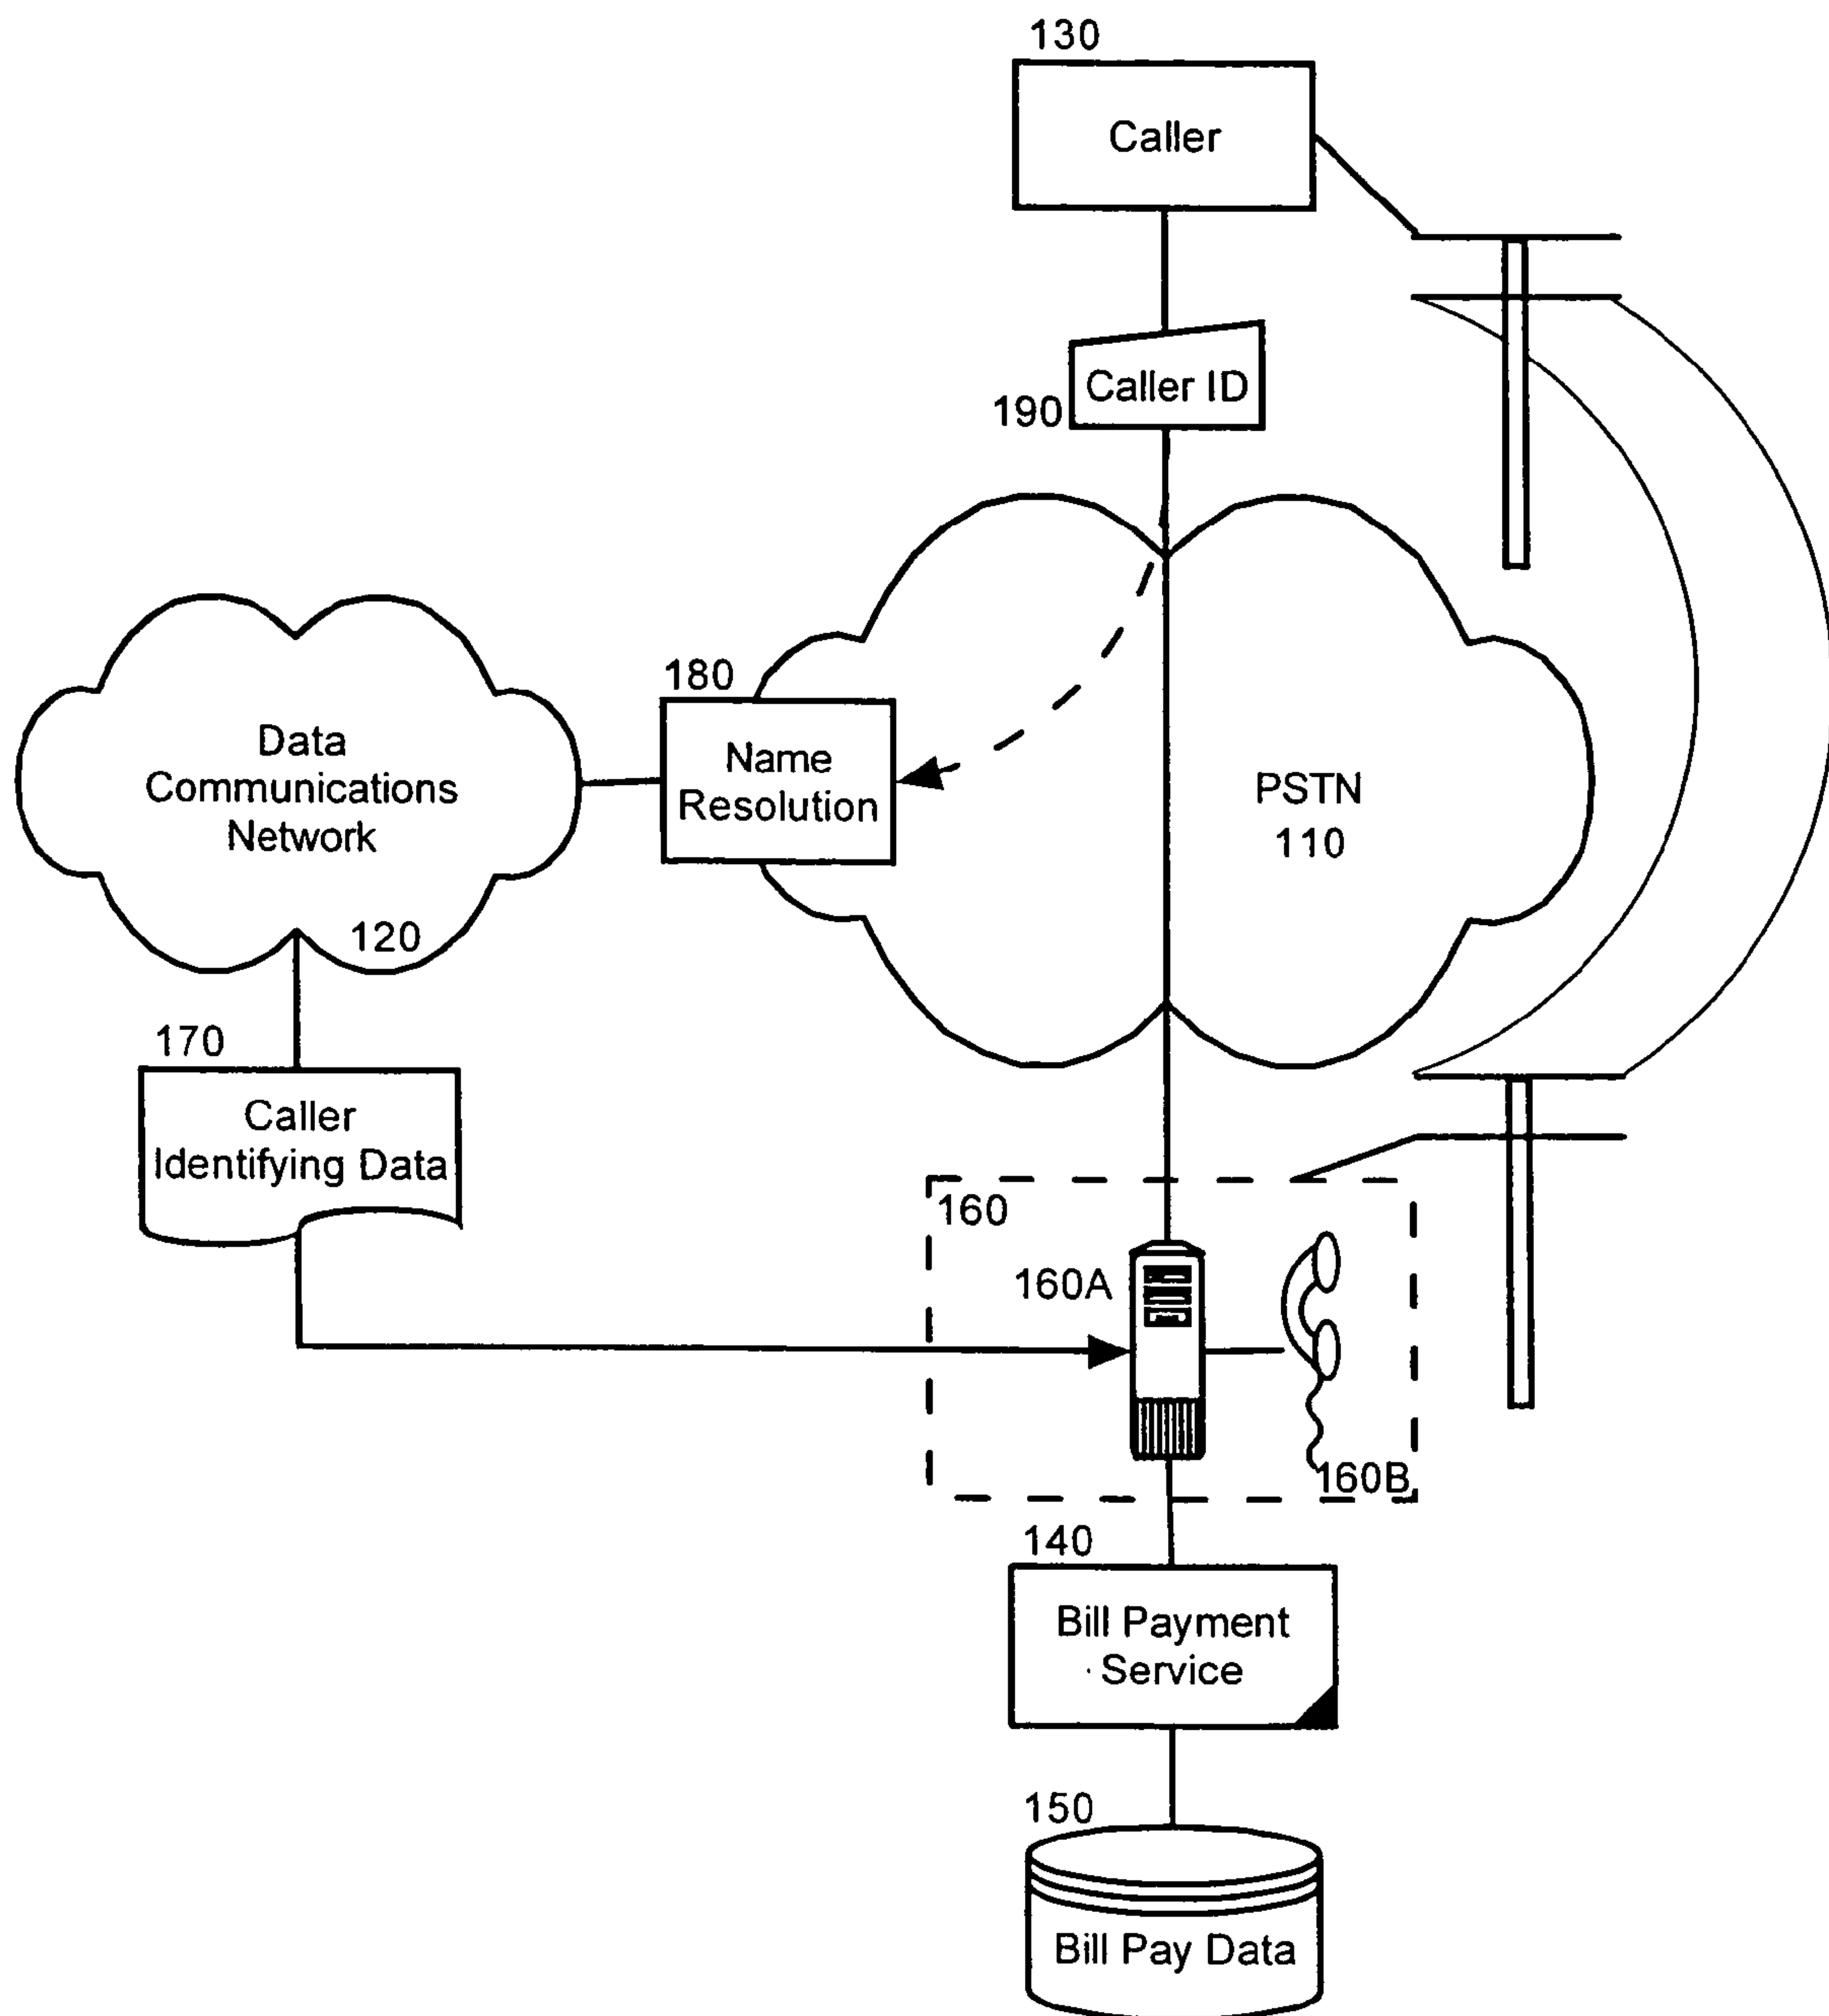 130
Caller
Caller ID
190
180
Name
Resolution
Data
Communications
Network
120
PSTN
110
170
Caller
Identifying Data
160
160A
160B
140
Bill Payment
Service
150
Bill Pay Data